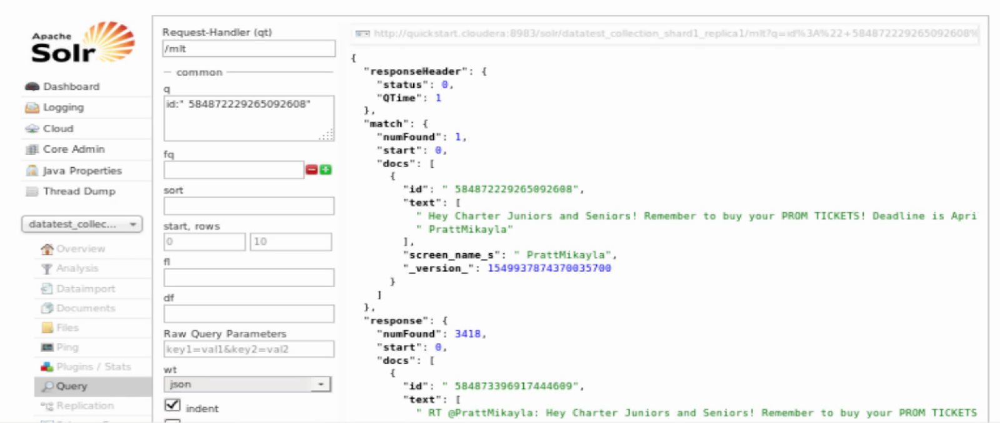 Apache
Solr
Dashboard
Logging
Cloud
Core Admin
Java Properties
Thread Dump
datatest_collec...
Overview
Analysis
Dataimport
Documents
Files
Ping
Plugins / Stats
Query
Replication
Request-Handler (qt)
/mlt
common
q
id:" 584872229265092608"
fq
sort
start, rows
0 10
fl
df
Raw Query Parameters
key1=val1&key2=val2
wt
json
indent
http://quickstart.cloudera:8983/solr/datatest_collection_shard1_replica1/mlt?q=id%3A%22+584872229265092608%
{
"responseHeader": {
"status": 0,
"QTime": 1
},
"match": {
"numFound": 1,
"start": 0,
"docs": [
{
"id": " 584872229265092608",
"text": [
" Hey Charter Juniors and Seniors! Remember to buy your PROM TICKETS! Deadline is Apri
" PrattMikayla"
],
"screen_name_s": " PrattMikayla",
"_version_": 1549937874370035700
}
]
},
"response": {
"numFound": 3418,
"start": 0,
"docs": [
{
"id": " 584873396917444609",
"text": [
" RT @PrattMikayla: Hey Charter Juniors and Seniors! Remember to buy your PROM TICKETS